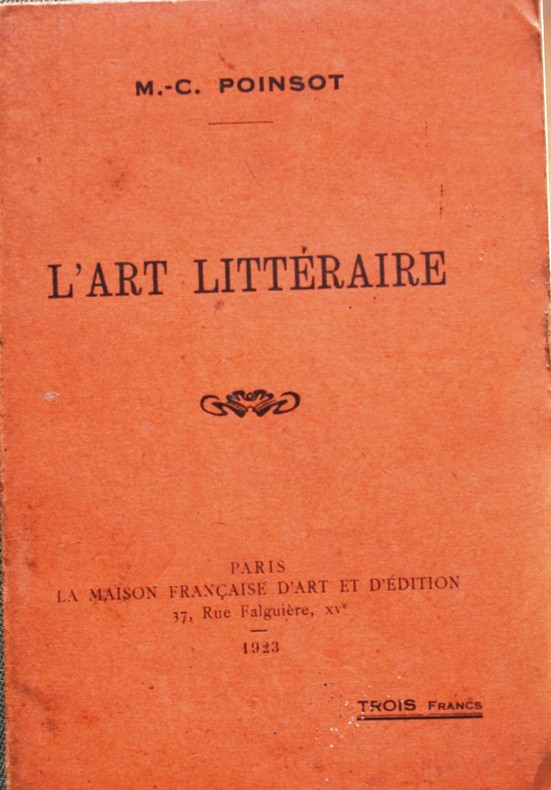 M.-C. POINSOT
L'ART LITTÉRAIRE
PARIS
LA MAISON FRANÇAISE D'ART ET D'ÉDITION
37, Rue Falguière, XVe
1923
TROIS FRANCS